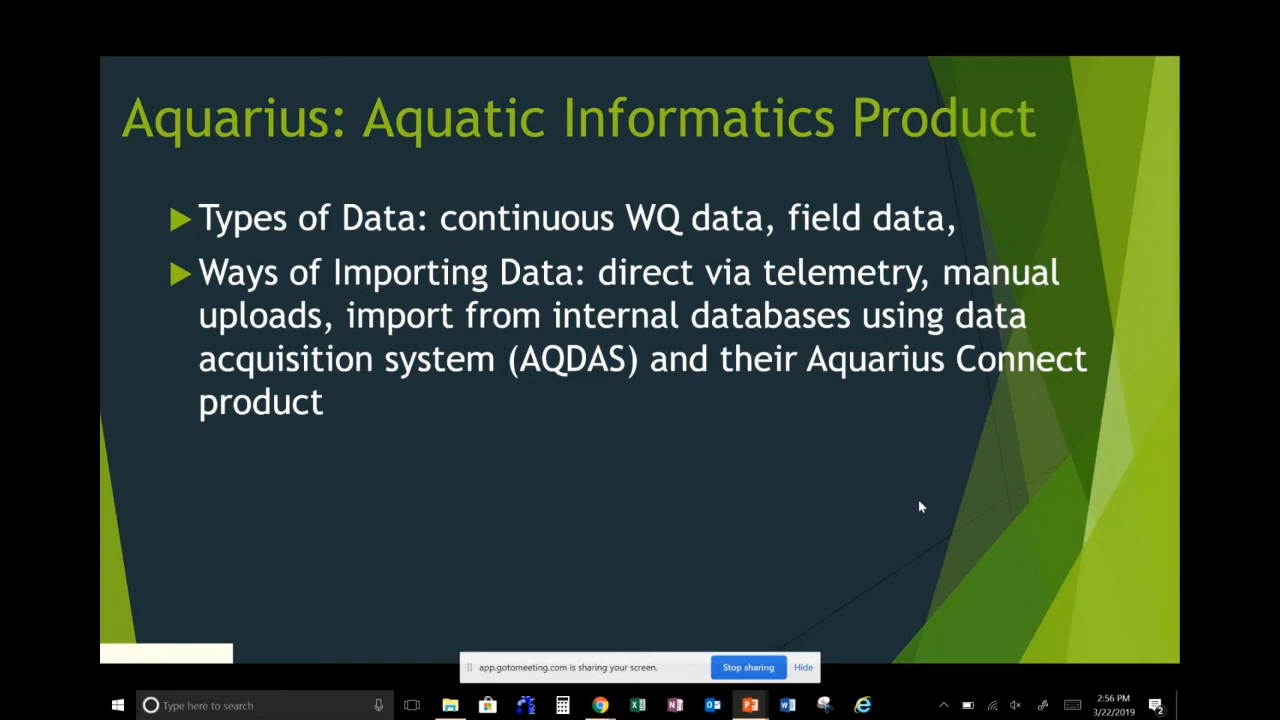 Aquarius: Aquatic Informatics Product
Types of Data: continuous WQ data, field data,
Ways of Importing Data: direct via telemetry, manual
uploads, import from internal databases using data
acquisition system (AQDAS) and their Aquarius Connect
product
app.gotomeeting.com is sharing your screen.
Stop sharing
Hide
Type here to search
2:56 PM
3/22/2019
2